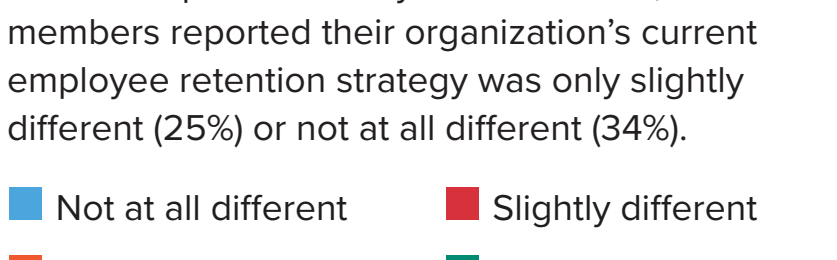 members reported their organization’s current
employee retention strategy was only slightly
different (25%) or not at all different (34%).
Not at all different
Slightly different